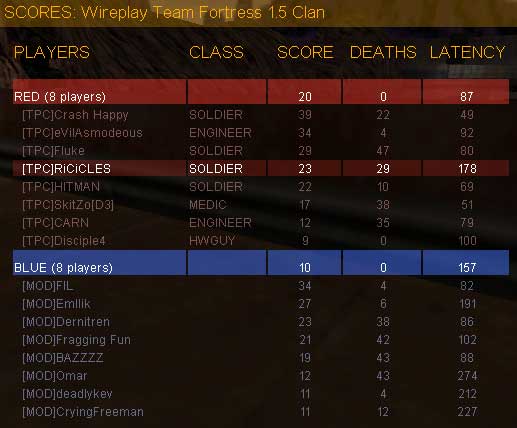 SCORES: Wireplay Team Fortress 1.5 Clan
PLAYERS CLASS SCORE DEATHS LATENCY
RED (8 players) 20 0 87
[TPC]Crash Happy SOLDIER 39 22 49
[TPC]eVilAsmodeous ENGINEER 34 4 92
[TPC]Fluke SOLDIER 29 47 80
[TPC]RiCiCLES SOLDIER 23 29 178
[TPC]HITMAN SOLDIER 22 10 69
[TPC]SkitZo[D3] MEDIC 17 38 51
[TPC]CARN ENGINEER 12 35 79
[TPC]Disciple4 HWGUY 9 0 100
BLUE (8 players) 10 0 157
[MOD]FIL 34 4 82
[MOD]Emllik 27 6 191
[MOD]Dernitren 23 38 86
[MOD]Fragging Fun 21 42 102
[MOD]BAZZZZ 19 43 88
[MOD]Omar 12 43 274
[MOD]deadlykev 11 4 212
[MOD]CryingFreeman 11 12 227